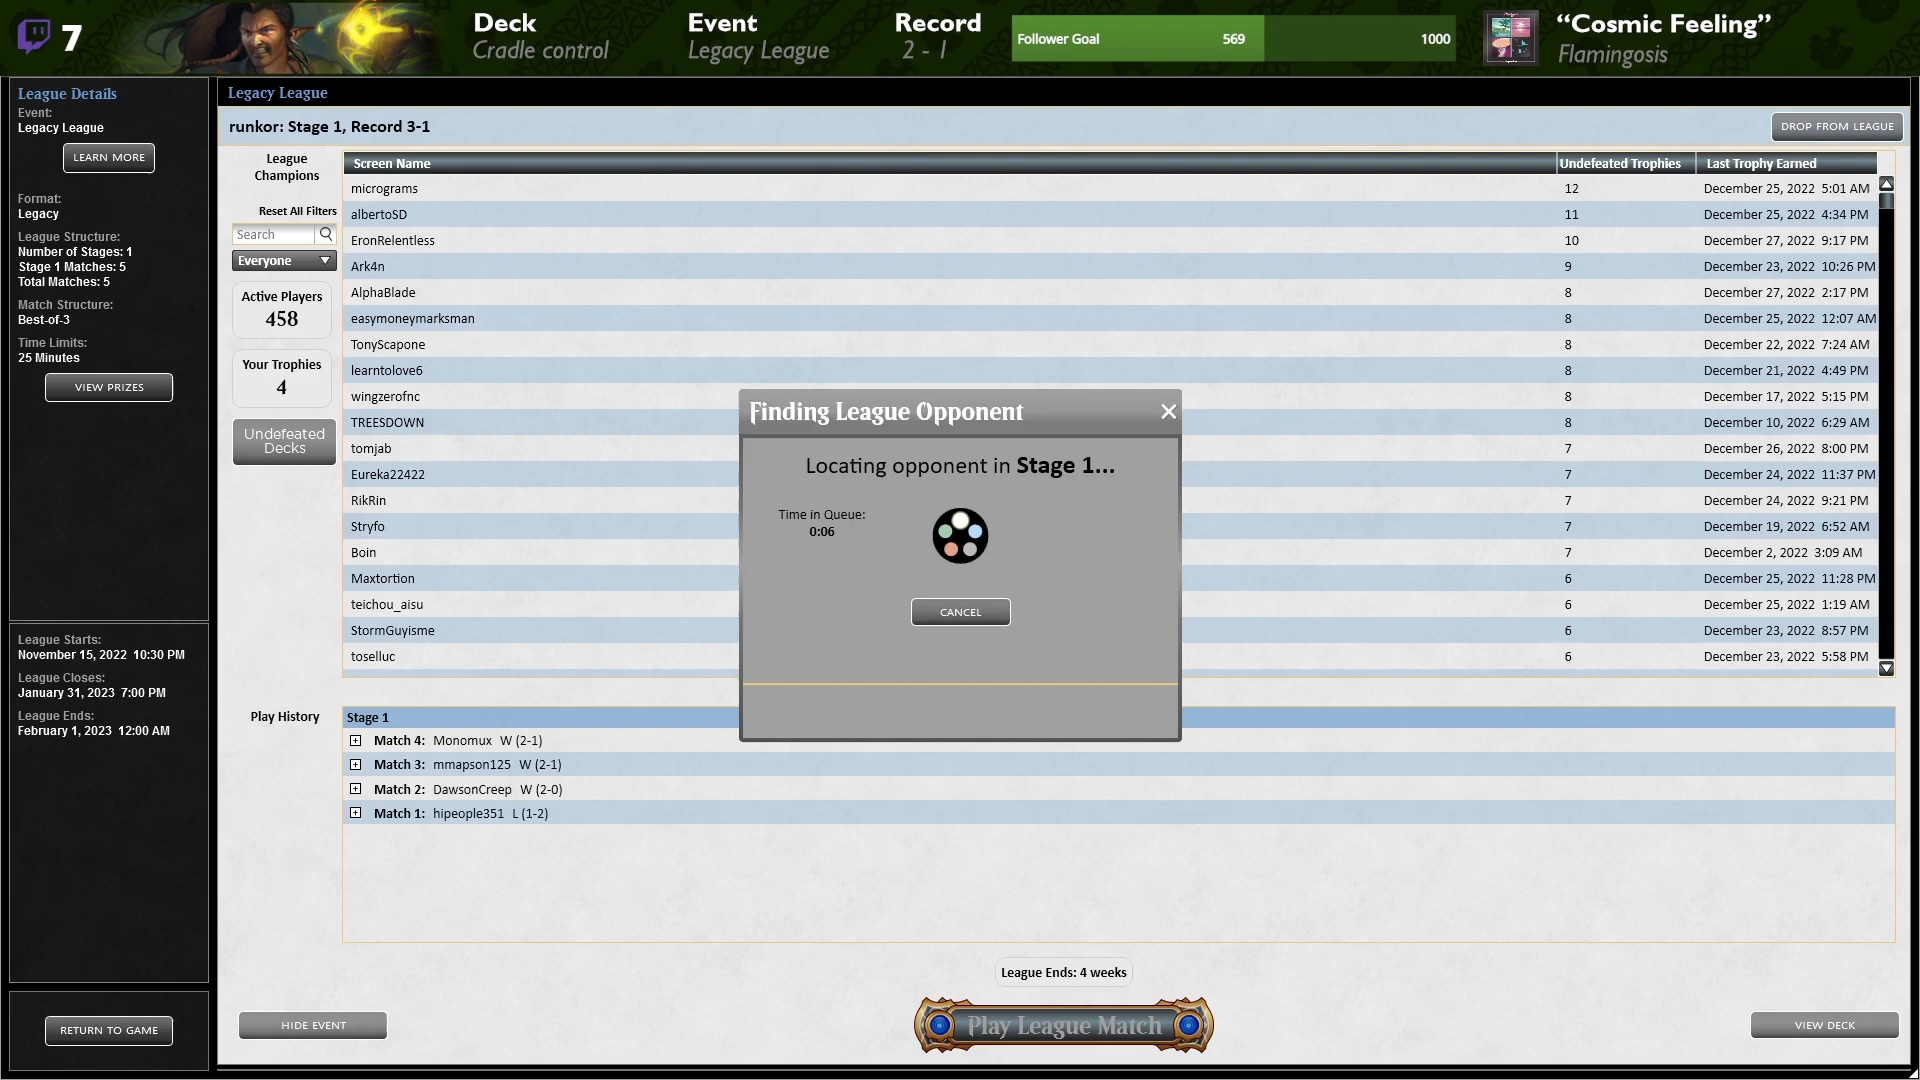 7
Deck
Cradle control
Event
Legacy League
Record
2 - 1
Follower Goal 569 1000
“Cosmic Feeling”
Flamingosis
League Details
Event:
Legacy League
LEARN MORE
Format:
Legacy
League Structure:
Number of Stages: 1
Stage 1 Matches: 5
Total Matches: 5
Match Structure:
Best-of-3
Time Limits:
25 Minutes
VIEW PRIZES
League Starts:
November 15, 2022 10:30 PM
League Closes:
January 31, 2023 7:00 PM
League Ends:
February 1, 2023 12:00 AM
RETURN TO GAME
Legacy League
runkor: Stage 1, Record 3-1
DROP FROM LEAGUE
League
Champions
Reset All Filters
Search
Everyone
Active Players
458
Your Trophies
4
Undefeated
Decks
Screen Name Undefeated Trophies Last Trophy Earned
micrograms 12 December 25, 2022 5:01 AM
albertoSD 11 December 25, 2022 4:34 PM
EronRelentless 10 December 27, 2022 9:17 PM
Ark4n 9 December 23, 2022 10:26 PM
AlphaBlade 8 December 27, 2022 2:17 PM
easymoneymarksman 8 December 25, 2022 12:07 AM
TonyScapone 8 December 22, 2022 7:24 AM
learntolove6 8 December 21, 2022 4:49 PM
wingzerofnc 8 December 17, 2022 5:15 PM
TREESDOWN 8 December 10, 2022 6:29 AM
tomjab 7 December 26, 2022 8:00 PM
Eureka22422 7 December 24, 2022 11:37 PM
RikRin 7 December 24, 2022 9:21 PM
Stryfo 7 December 19, 2022 6:52 AM
Boin 7 December 2, 2022 3:09 AM
Maxtortion 6 December 25, 2022 11:28 PM
teichou_aisu 6 December 25, 2022 1:19 AM
StormGuyisme 6 December 23, 2022 8:57 PM
toselluc 6 December 23, 2022 5:58 PM
Finding League Opponent
Locating opponent in Stage 1...
Time in Queue:
0:06
CANCEL
Play History
Stage 1
Match 4: Monomux W (2-1)
Match 3: mmapson125 W (2-1)
Match 2: DawsonCreep W (2-0)
Match 1: hipeople351 L (1-2)
League Ends: 4 weeks
HIDE EVENT
Play League Match
VIEW DECK